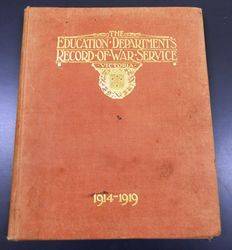 THE
EDUCATION·DEPARTMENT'S
RECORD·OF·WAR·SERVICE
VICTORIA
1914-1919